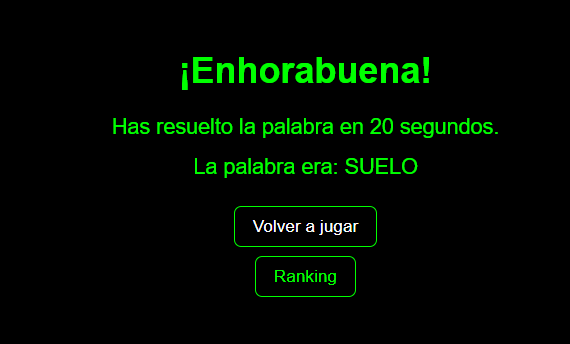 ¡Enhorabuena!
Has resuelto la palabra en 20 segundos.
La palabra era: SUELO
Volver a jugar
Ranking